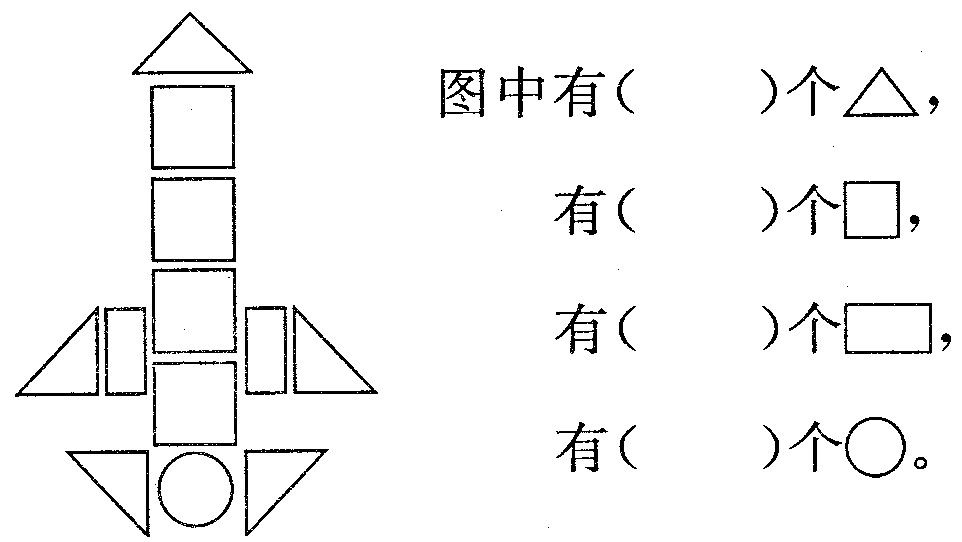 图中有(  )个△,
有(  )个□,
有(  )个▭,
有(  )个○。